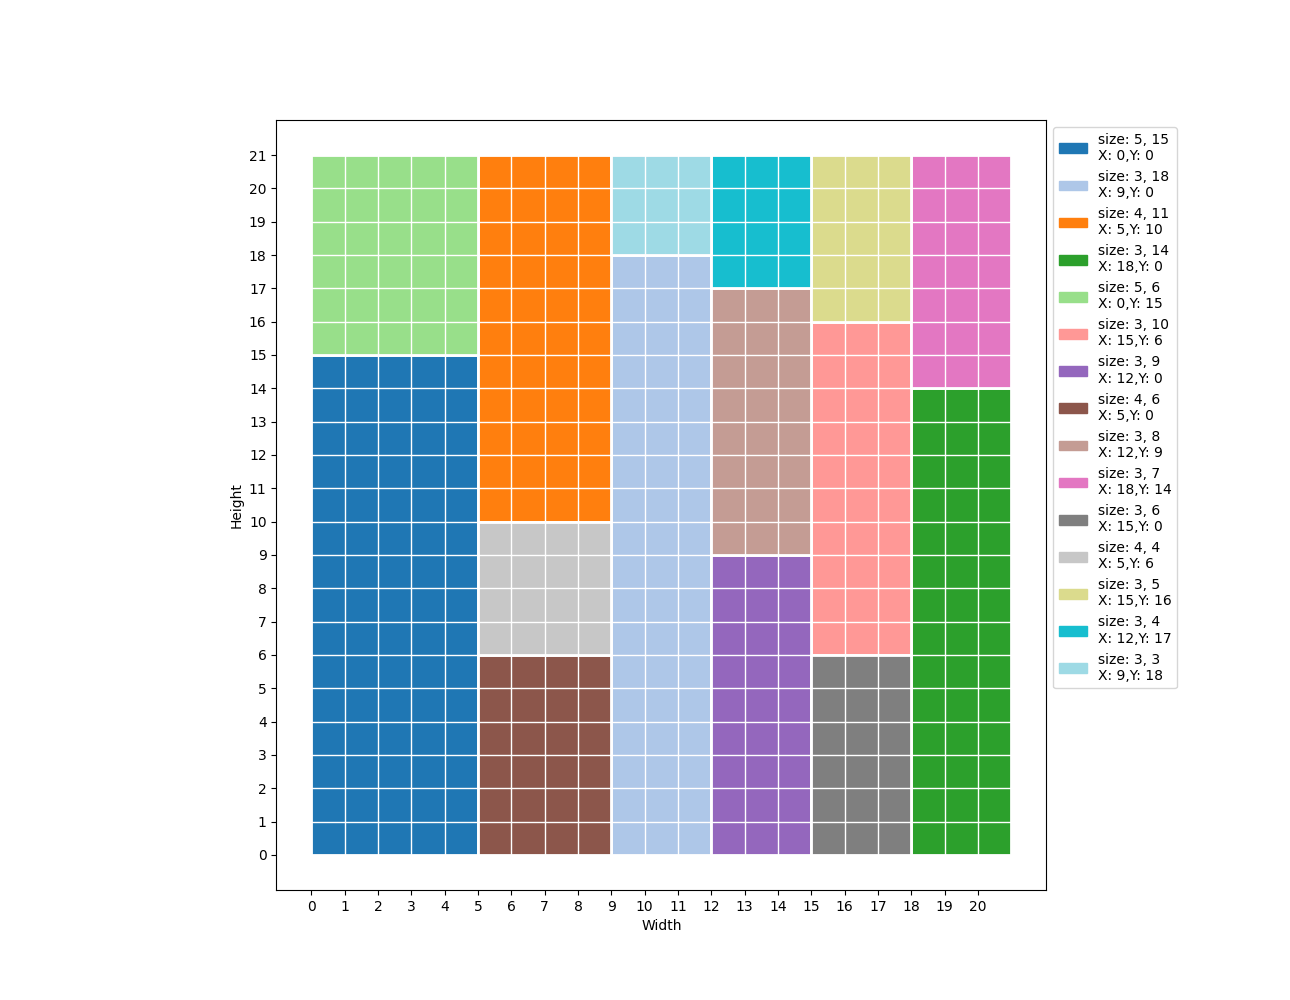 21
20
19
18
17
16
15
14
13
12
11
10
9
8
7
6
5
4
3
2
1
0
Height
0 1 2 3 4 5 6 7 8 9 10 11 12 13 14 15 16 17 18 19 20
Width
size: 5, 15
X: 0,Y: 0
size: 3, 18
X: 9,Y: 0
size: 4, 11
X: 5,Y: 10
size: 3, 14
X: 18,Y: 0
size: 5, 6
X: 0,Y: 15
size: 3, 10
X: 15,Y: 6
size: 3, 9
X: 12,Y: 0
size: 4, 6
X: 5,Y: 0
size: 3, 8
X: 12,Y: 9
size: 3, 7
X: 18,Y: 14
size: 3, 6
X: 15,Y: 0
size: 4, 4
X: 5,Y: 6
size: 3, 5
X: 15,Y: 16
size: 3, 4
X: 12,Y: 17
size: 3, 3
X: 9,Y: 18